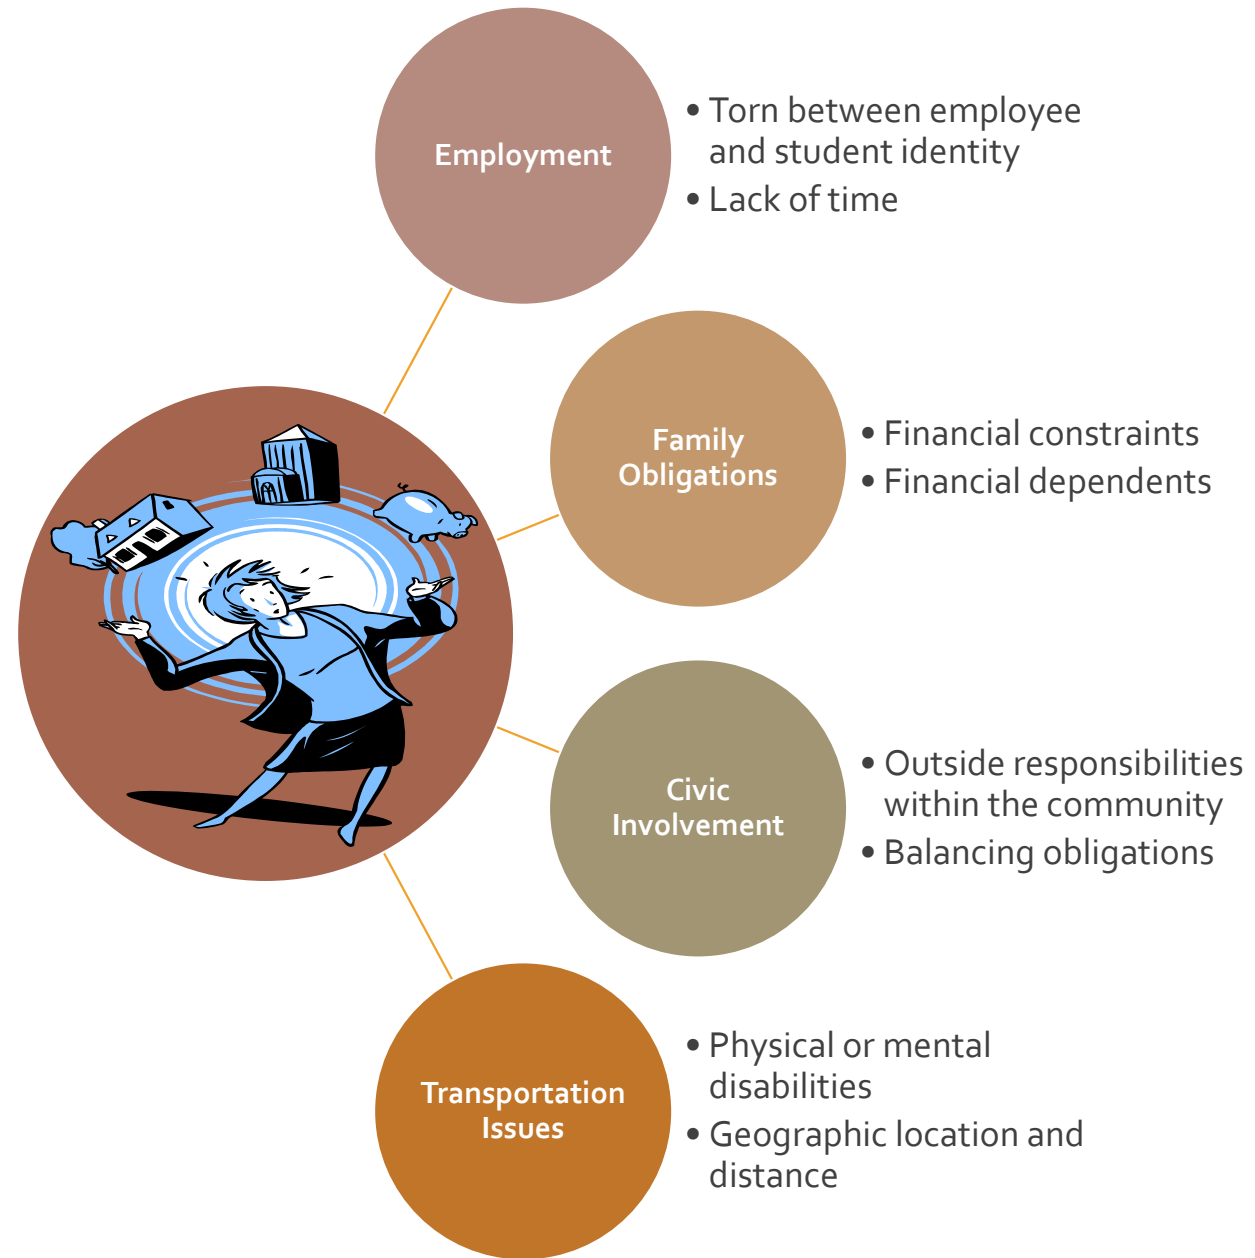 Employment
• Torn between employee
and student identity
• Lack of time
Family
Obligations
• Financial constraints
• Financial dependents
Civic
Involvement
• Outside responsibilities
within the community
• Balancing obligations
Transportation
Issues
• Physical or mental
disabilities
• Geographic location and
distance